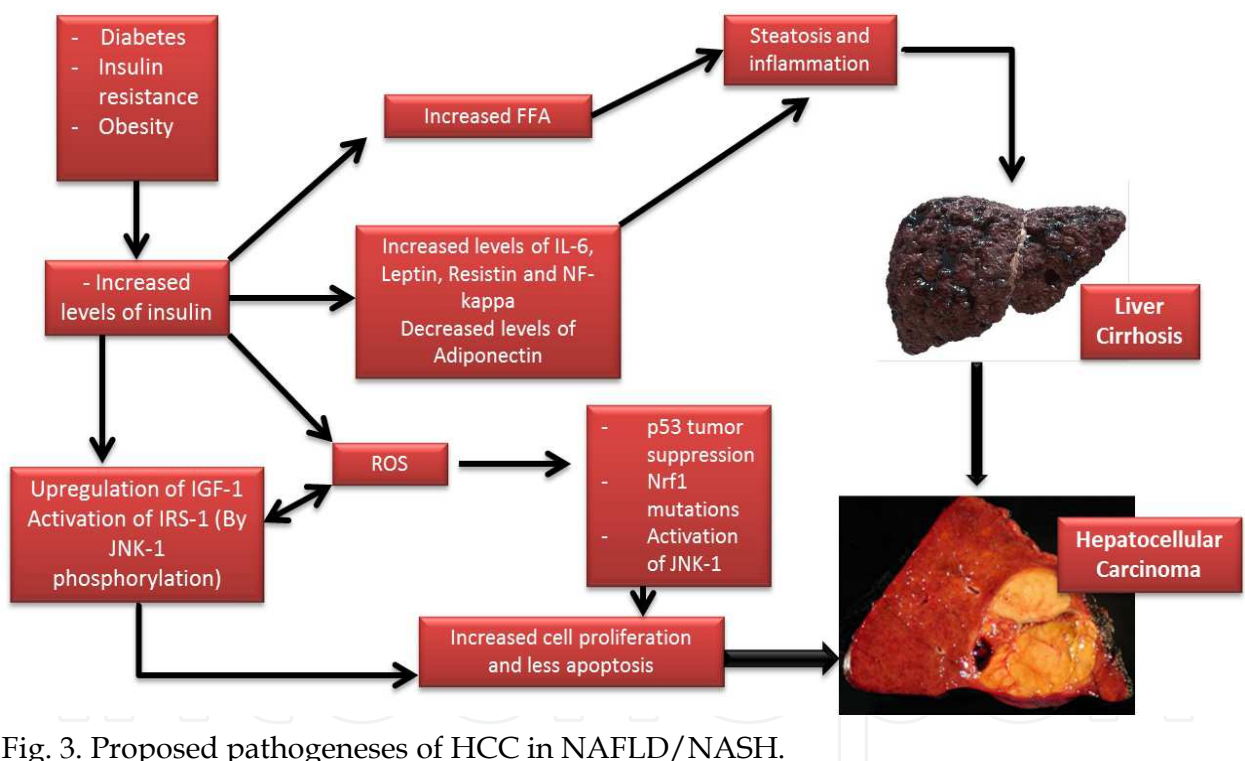 - Diabetes
- Insulin
resistance
- Obesity
Steatosis and
inflammation
Increased FFA
- Increased
levels of insulin
Increased levels of IL-6,
Leptin, Resistin and NF-
kappa
Decreased levels of
Adiponectin
Liver
Cirrhosis
ROS
- p53 tumor
suppression
- Nrf1
mutations
- Activation
of JNK-1
Upregulation of IGF-1
Activation of IRS-1 (By
JNK-1
phosphorylation)
Hepatocellular
Carcinoma
Increased cell proliferation
and less apoptosis
Fig. 3. Proposed pathogeneses of HCC in NAFLD/NASH.